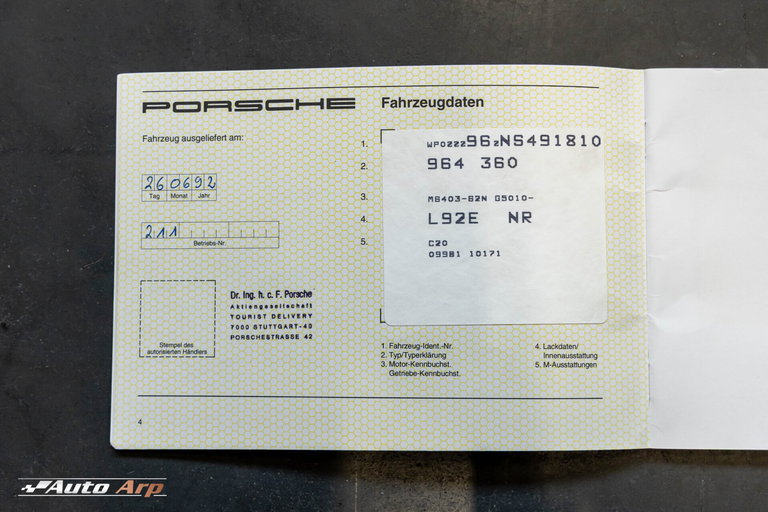 PORSCHE
Fahrzeug ausgeliefert am:
260692
Tag Monat Jahr
211
Betriebs-Nr.
Stempel des
autorisierten Händlers
Dr. Ing. h. c. F. Porsche
Aktiengesellschaft
TOURIST DELIVERY
7000 STUTTGART-40
PORSCHESTRASSE 42
4
Fahrzeugdaten
1. WP0ZZZ96ZNS491810
2. 964 360
3. M6403-62N G5010-
4. L92E NR
5. C20
09981 10171
1. Fahrzeug-Ident.-Nr.
2. Typ/Typerklärung
3. Motor-Kennbuchst.
Getriebe-Kennbuchst.
4. Lackdaten/
Innenausstattung
5. M-Ausstattungen
Auto Arp